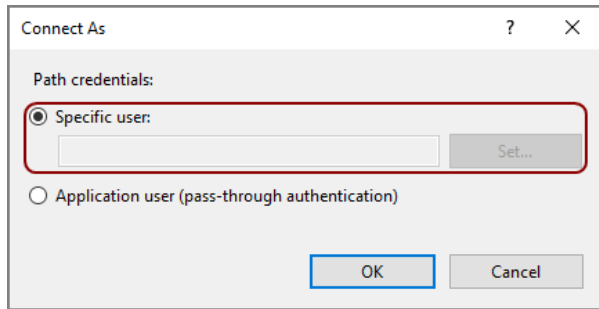 Connect As
?
Path credentials:
Specific user:
Set...
Application user (pass-through authentication)
OK
Cancel